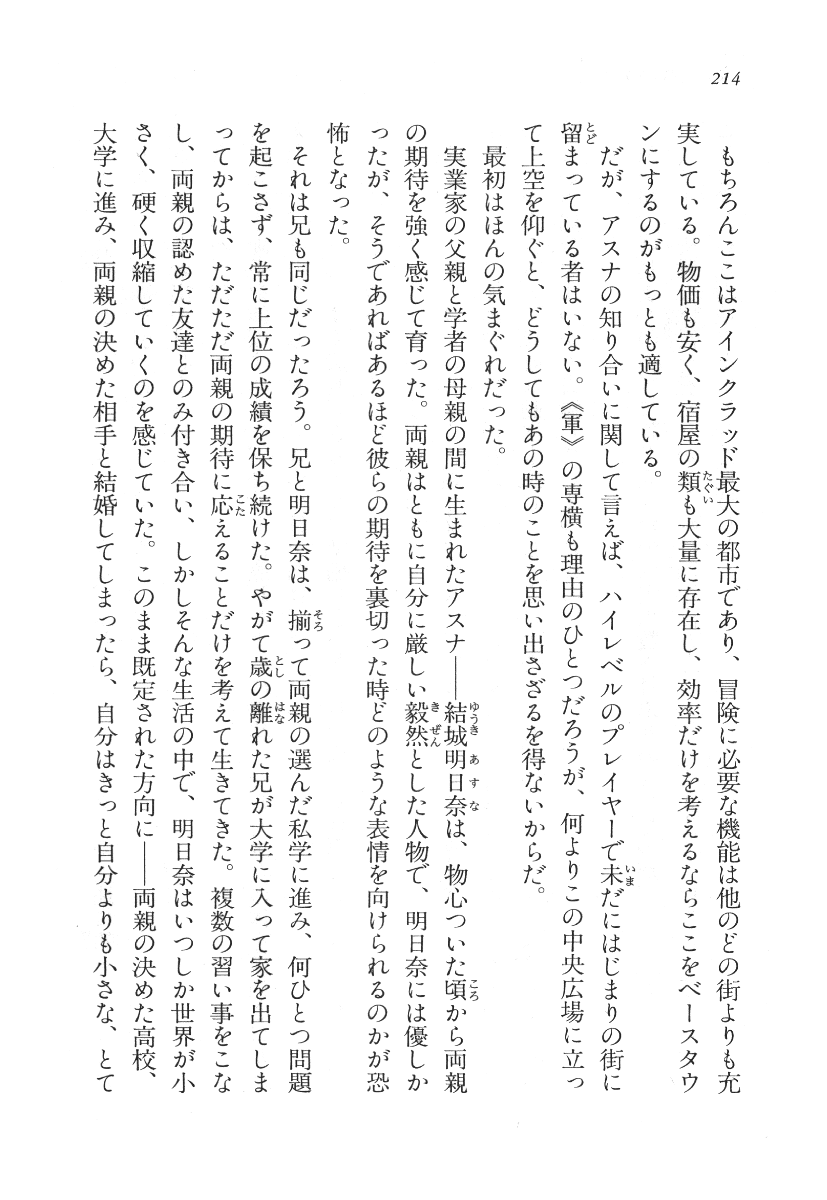 214
もちろんここはアインクラッド最大の都市であり、冒険に必要な機能は他のどの街よりも充
実している。物価も安く、宿屋の類も大量に存在し、効率だけを考えるならここをベースタウ
ンにするのがもっとも適している。
だが、アスナの知り合いに関して言えば、ハイレベルのプレイヤーで未だにはじまりの街に
留まっている者はいない。《軍》の専横も理由のひとつだろうが、何よりこの中央広場に立っ
て上空を仰ぐと、どうしてもあの時のことを思い出さざるを得ないからだ。
最初はほんの気まぐれだった。
実業家の父親と学者の母親の間に生まれたアスナ――結城明日奈は、物心ついた頃から両親
の期待を強く感じて育った。両親はともに自分に厳しい毅然とした人物で、明日奈には優しか
ったが、そうであればあるほど彼らの期待を裏切った時どのような表情を向けられるのかが恐
怖となった。
それは兄も同じだったろう。兄と明日奈は、揃って両親の選んだ私学に進み、何ひとつ問題
を起こさず、常に上位の成績を保ち続けた。やがて歳の離れた兄が大学に入って家を出てしま
ってからは、ただただ両親の期待に応えることだけを考えて生きてきた。複数の習い事をこな
し、両親の認めた友達とのみ付き合い、しかしそんな生活の中で、明日奈はいつしか世界が小
さく、硬く収縮していくのを感じていた。このまま既定された方向に――両親の決めた高校、
大学に進み、両親の決めた相手と結婚してしまったら、自分はきっと自分よりも小さな、とて